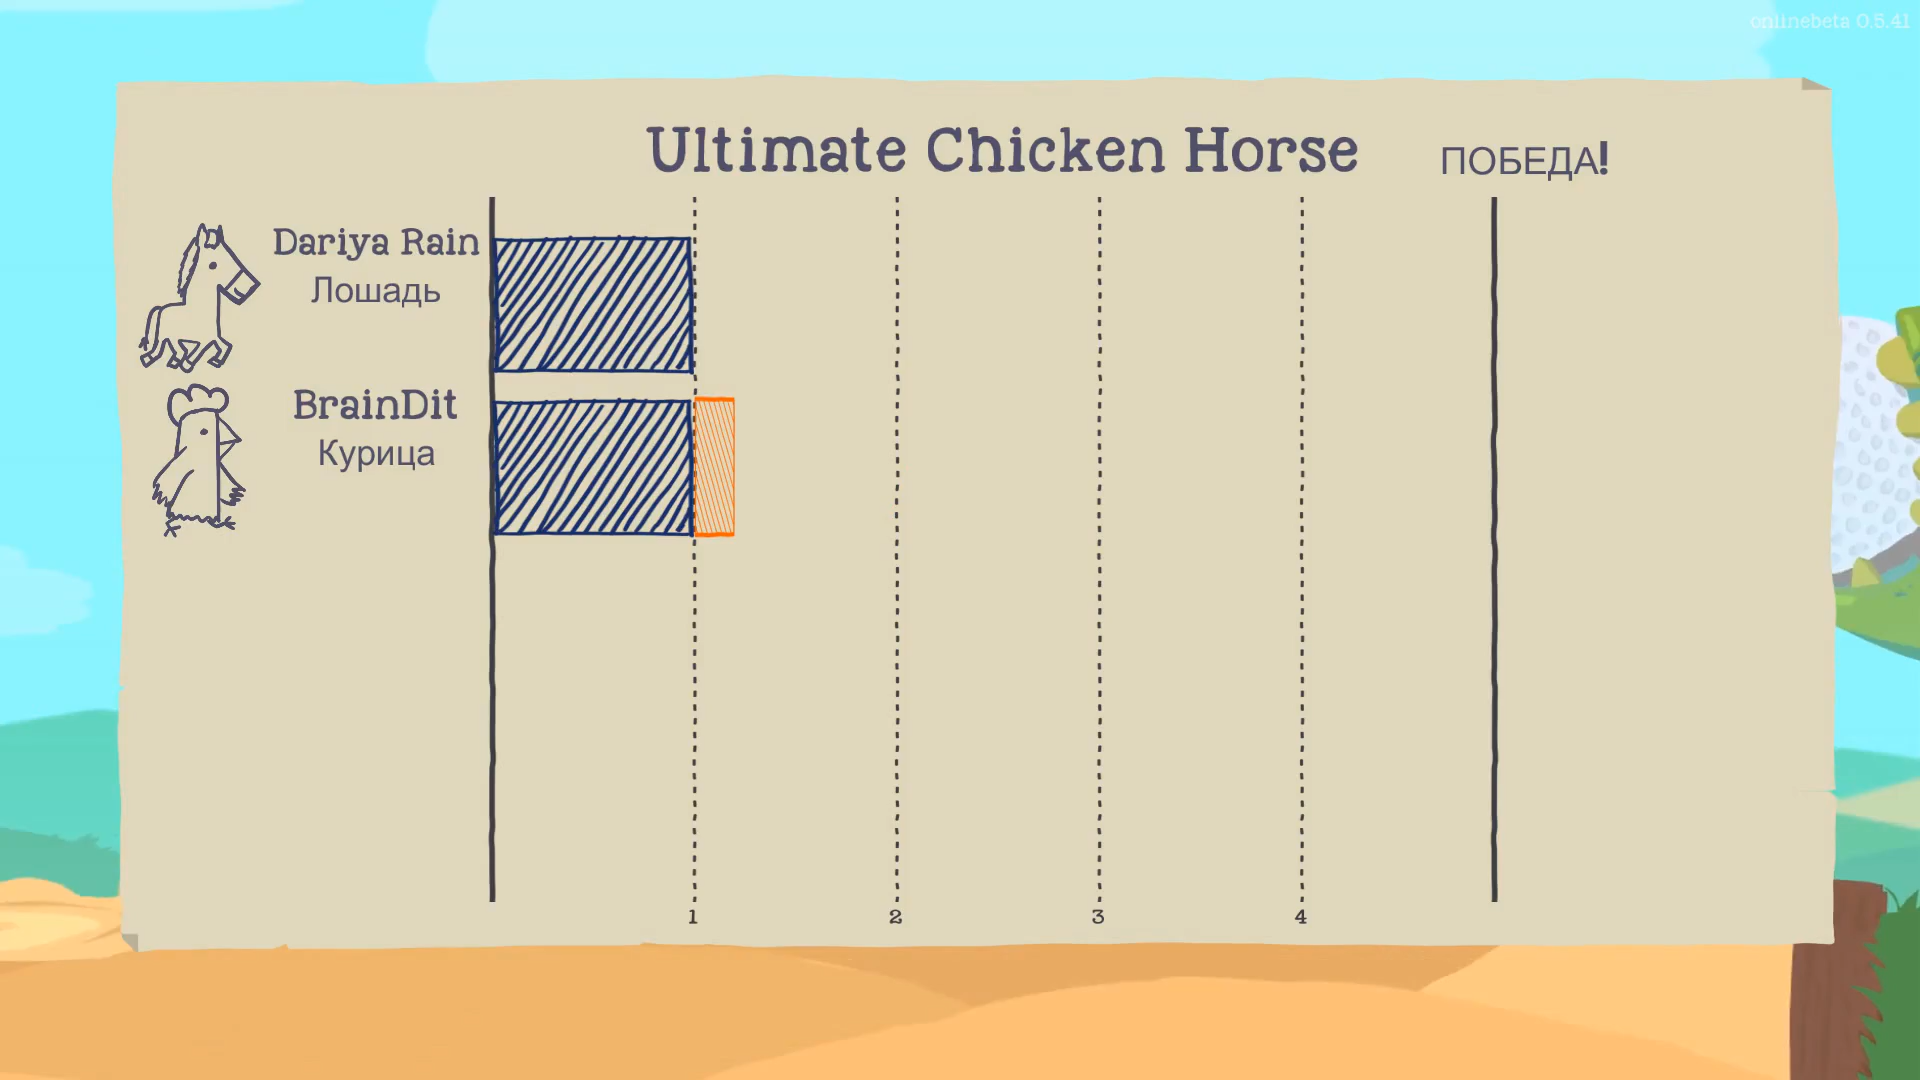 onlinebeta 0.5.41
Ultimate Chicken Horse
ПОБЕДА!
Dariya Rain
Лошадь
BrainDit
Курица
1 2 3 4